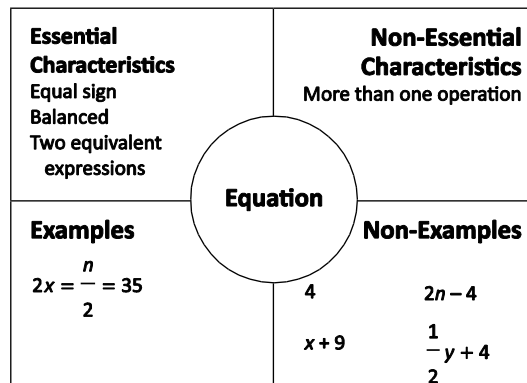 Essential
Characteristics
Equal sign
Balanced
Two equivalent
expressions
Non-Essential
Characteristics
More than one operation
Equation
Examples
2x = n/2 = 35
Non-Examples
4 2n – 4
x + 9 1/2 y + 4